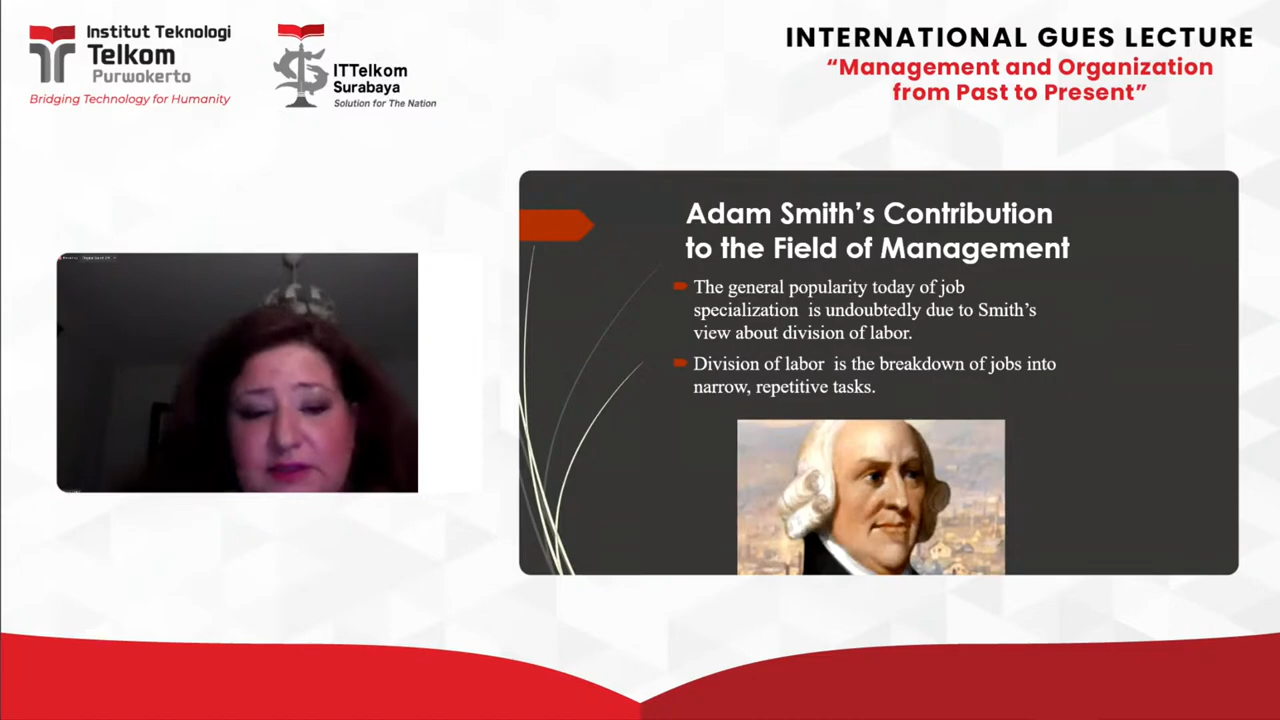 Institut Teknologi
Telkom
Purwokerto
Bridging Technology for Humanity
ITTelkom
Surabaya
Solution for The Nation
INTERNATIONAL GUES LECTURE
“Management and Organization
from Past to Present”
Adam Smith’s Contribution
to the Field of Management
The general popularity today of job
specialization is undoubtedly due to Smith’s
view about division of labor.
Division of labor is the breakdown of jobs into
narrow, repetitive tasks.